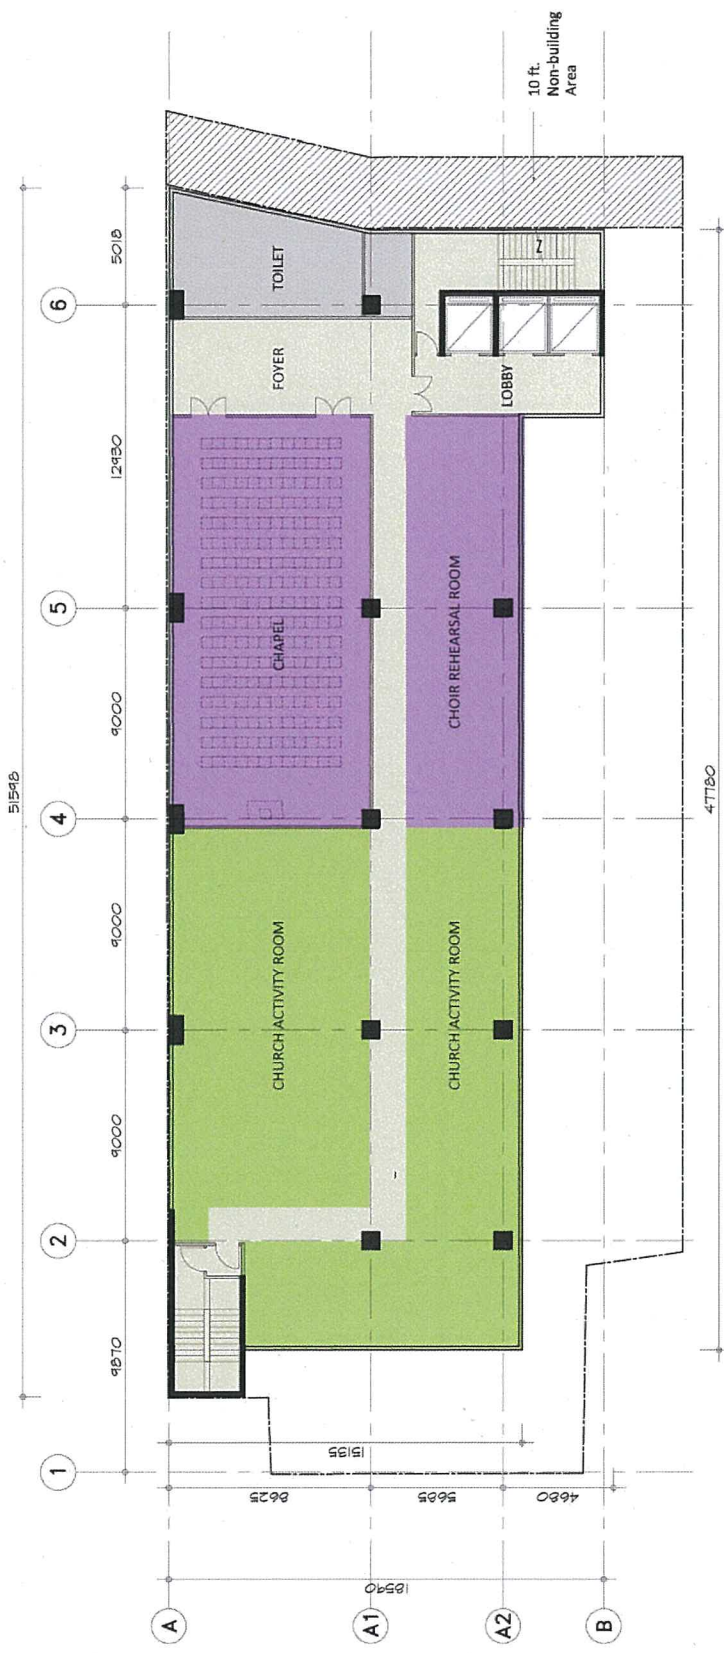 51598
1
2
3
4
5
6
9870
9000
9000
9000
12930
5018
A
A1
A2
B
18590
8625
5685
4680
15135
CHURCH ACTIVITY ROOM
CHAPEL
FOYER
TOILET
CHURCH ACTIVITY ROOM
CHOIR REHEARSAL ROOM
LOBBY
10 ft.
Non-building
Area
47780